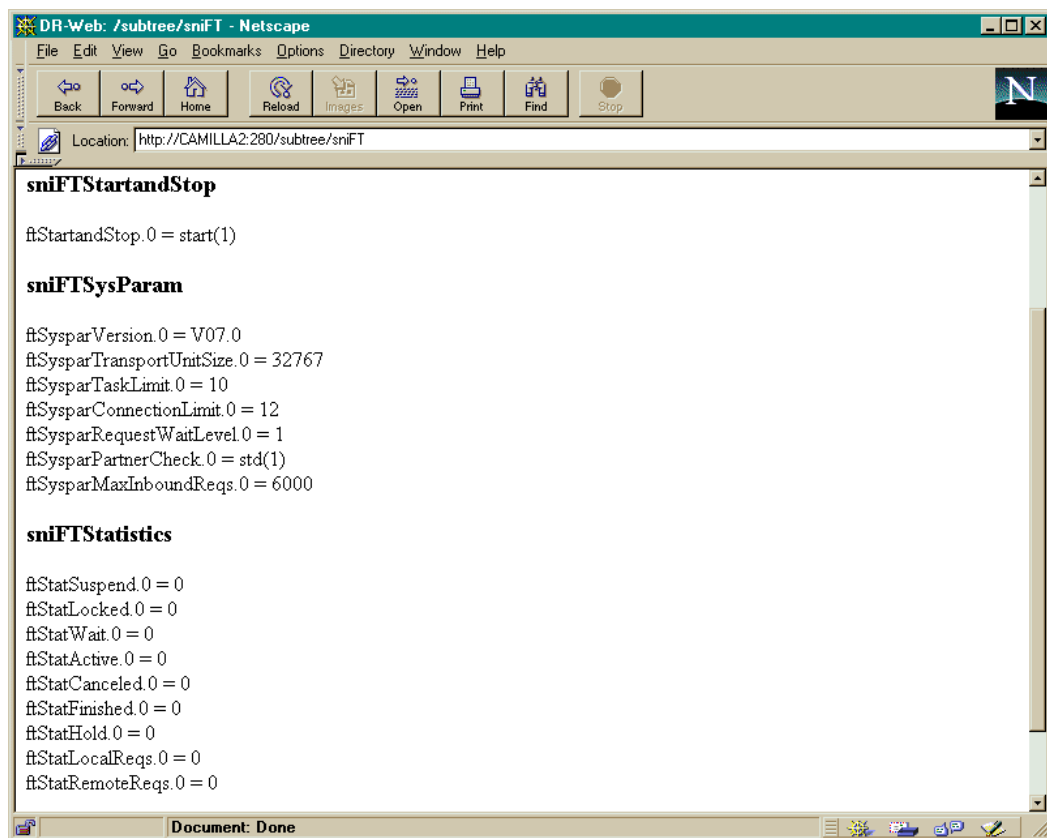 DR-Web: /subtree/sniFT - Netscape
File Edit View Go Bookmarks Options Directory Window Help
Back Forward Home Reload Images Open Print Find Stop
N
Location: http://CAMILLA2:280/subtree/sniFT
sniFTStartandStop
ftStartandStop.0 = start(1)
sniFTSysParam
ftSysparVersion.0 = V07.0
ftSysparTransportUnitSize.0 = 32767
ftSysparTaskLimit.0 = 10
ftSysparConnectionLimit.0 = 12
ftSysparRequestWaitLevel.0 = 1
ftSysparPartnerCheck.0 = std(1)
ftSysparMaxInboundReqs.0 = 6000
sniFTStatistics
ftStatSuspend.0 = 0
ftStatLocked.0 = 0
ftStatWait.0 = 0
ftStatActive.0 = 0
ftStatCanceled.0 = 0
ftStatFinished.0 = 0
ftStatHold.0 = 0
ftStatLocalReqs.0 = 0
ftStatRemoteReqs.0 = 0
Document: Done